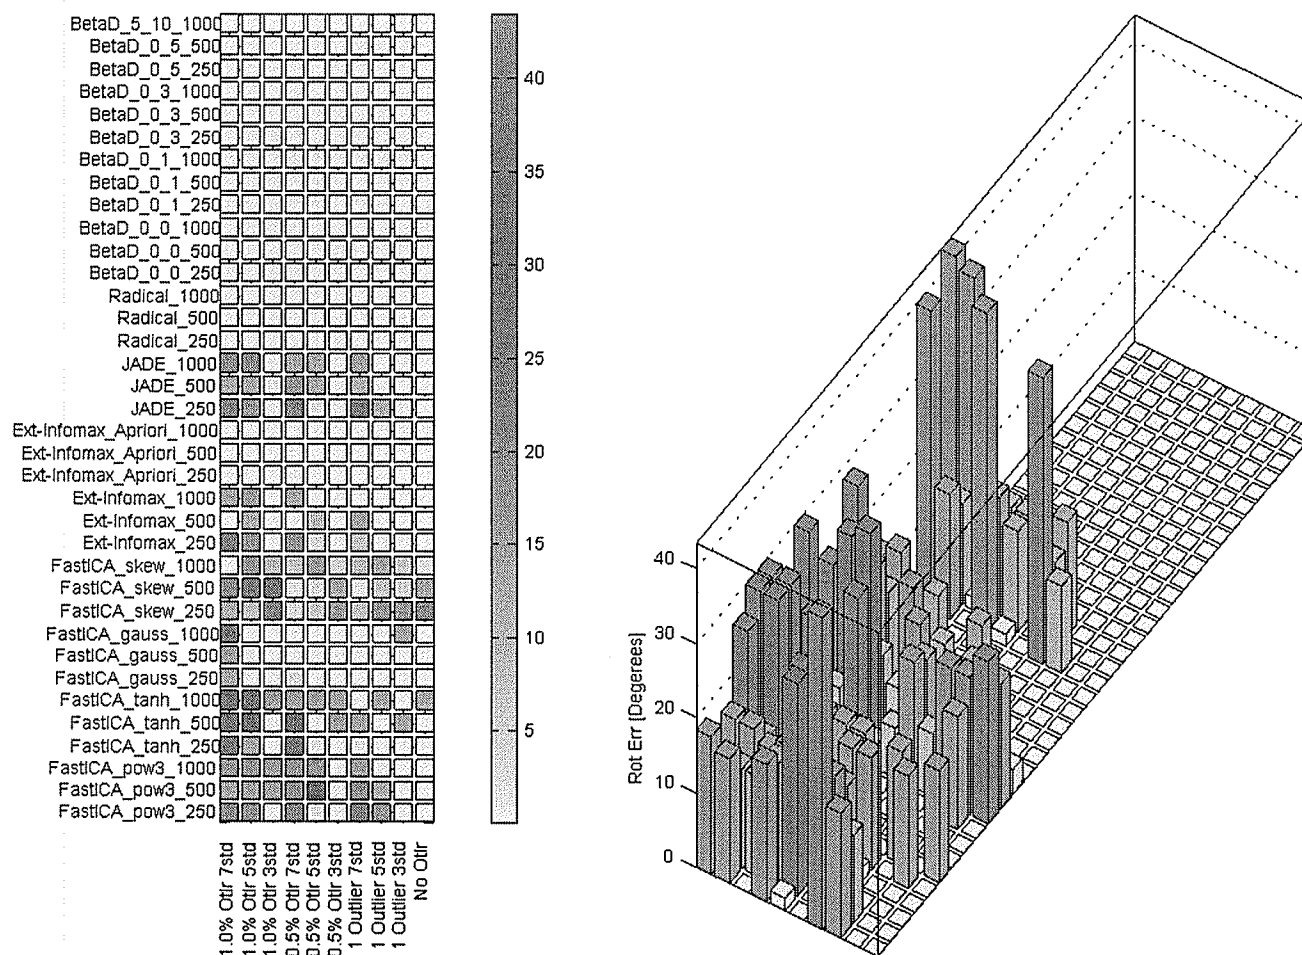 BetaD_5_10_1000
BetaD_0_5_500
BetaD_0_5_250
BetaD_0_3_1000
BetaD_0_3_500
BetaD_0_3_250
BetaD_0_1_1000
BetaD_0_1_500
BetaD_0_1_250
BetaD_0_0_1000
BetaD_0_0_500
BetaD_0_0_250
Radical_1000
Radical_500
Radical_250
JADE_1000
JADE_500
JADE_250
Ext-Infomax_Apriori_1000
Ext-Infomax_Apriori_500
Ext-Infomax_Apriori_250
Ext-Infomax_1000
Ext-Infomax_500
Ext-Infomax_250
FastICA_skew_1000
FastICA_skew_500
FastICA_skew_250
FastICA_gauss_1000
FastICA_gauss_500
FastICA_gauss_250
FastICA_tanh_1000
FastICA_tanh_500
FastICA_tanh_250
FastICA_pow3_1000
FastICA_pow3_500
FastICA_pow3_250
1.0% Otlr 7std
1.0% Otlr 5std
1.0% Otlr 3std
0.5% Otlr 7std
0.5% Otlr 5std
0.5% Otlr 3std
1 Outlier 7std
1 Outlier 5std
1 Outlier 3std
No Otlr
40
35
30
25
20
15
10
5
40
30
20
10
0
Rot Err [Degerees]